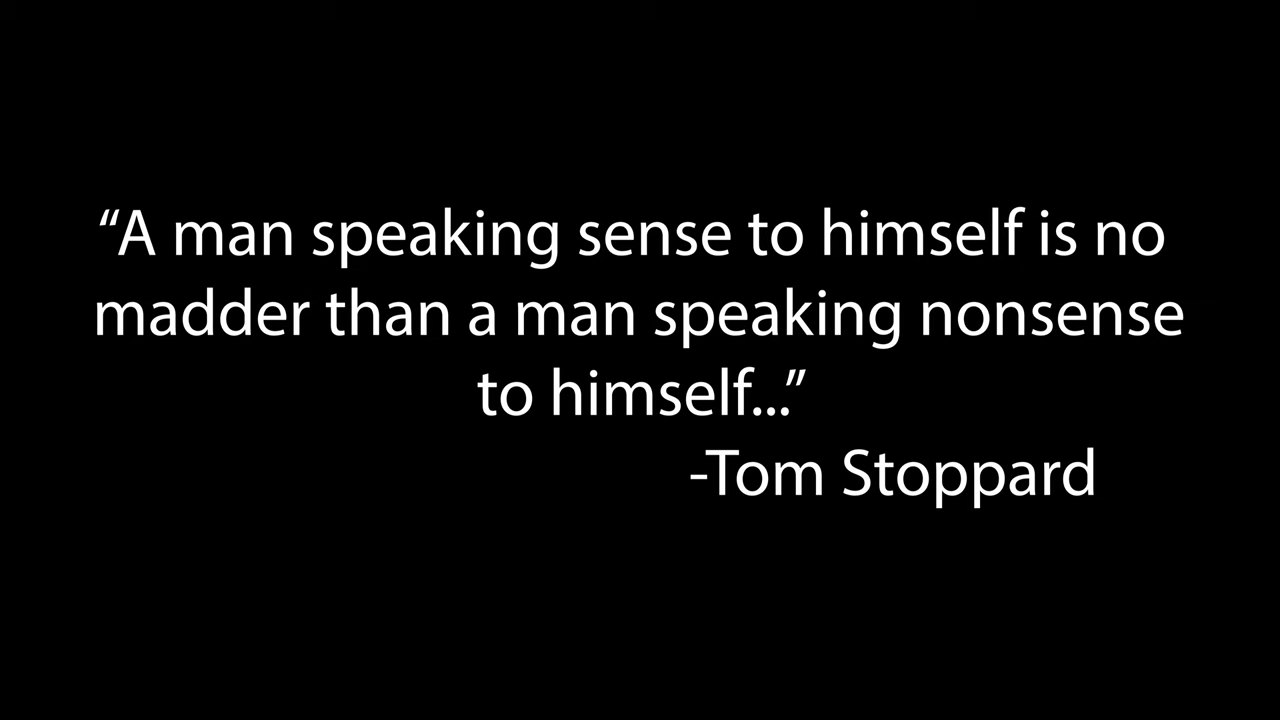 “A man speaking sense to himself is no
madder than a man speaking nonsense
to himself...”
-Tom Stoppard